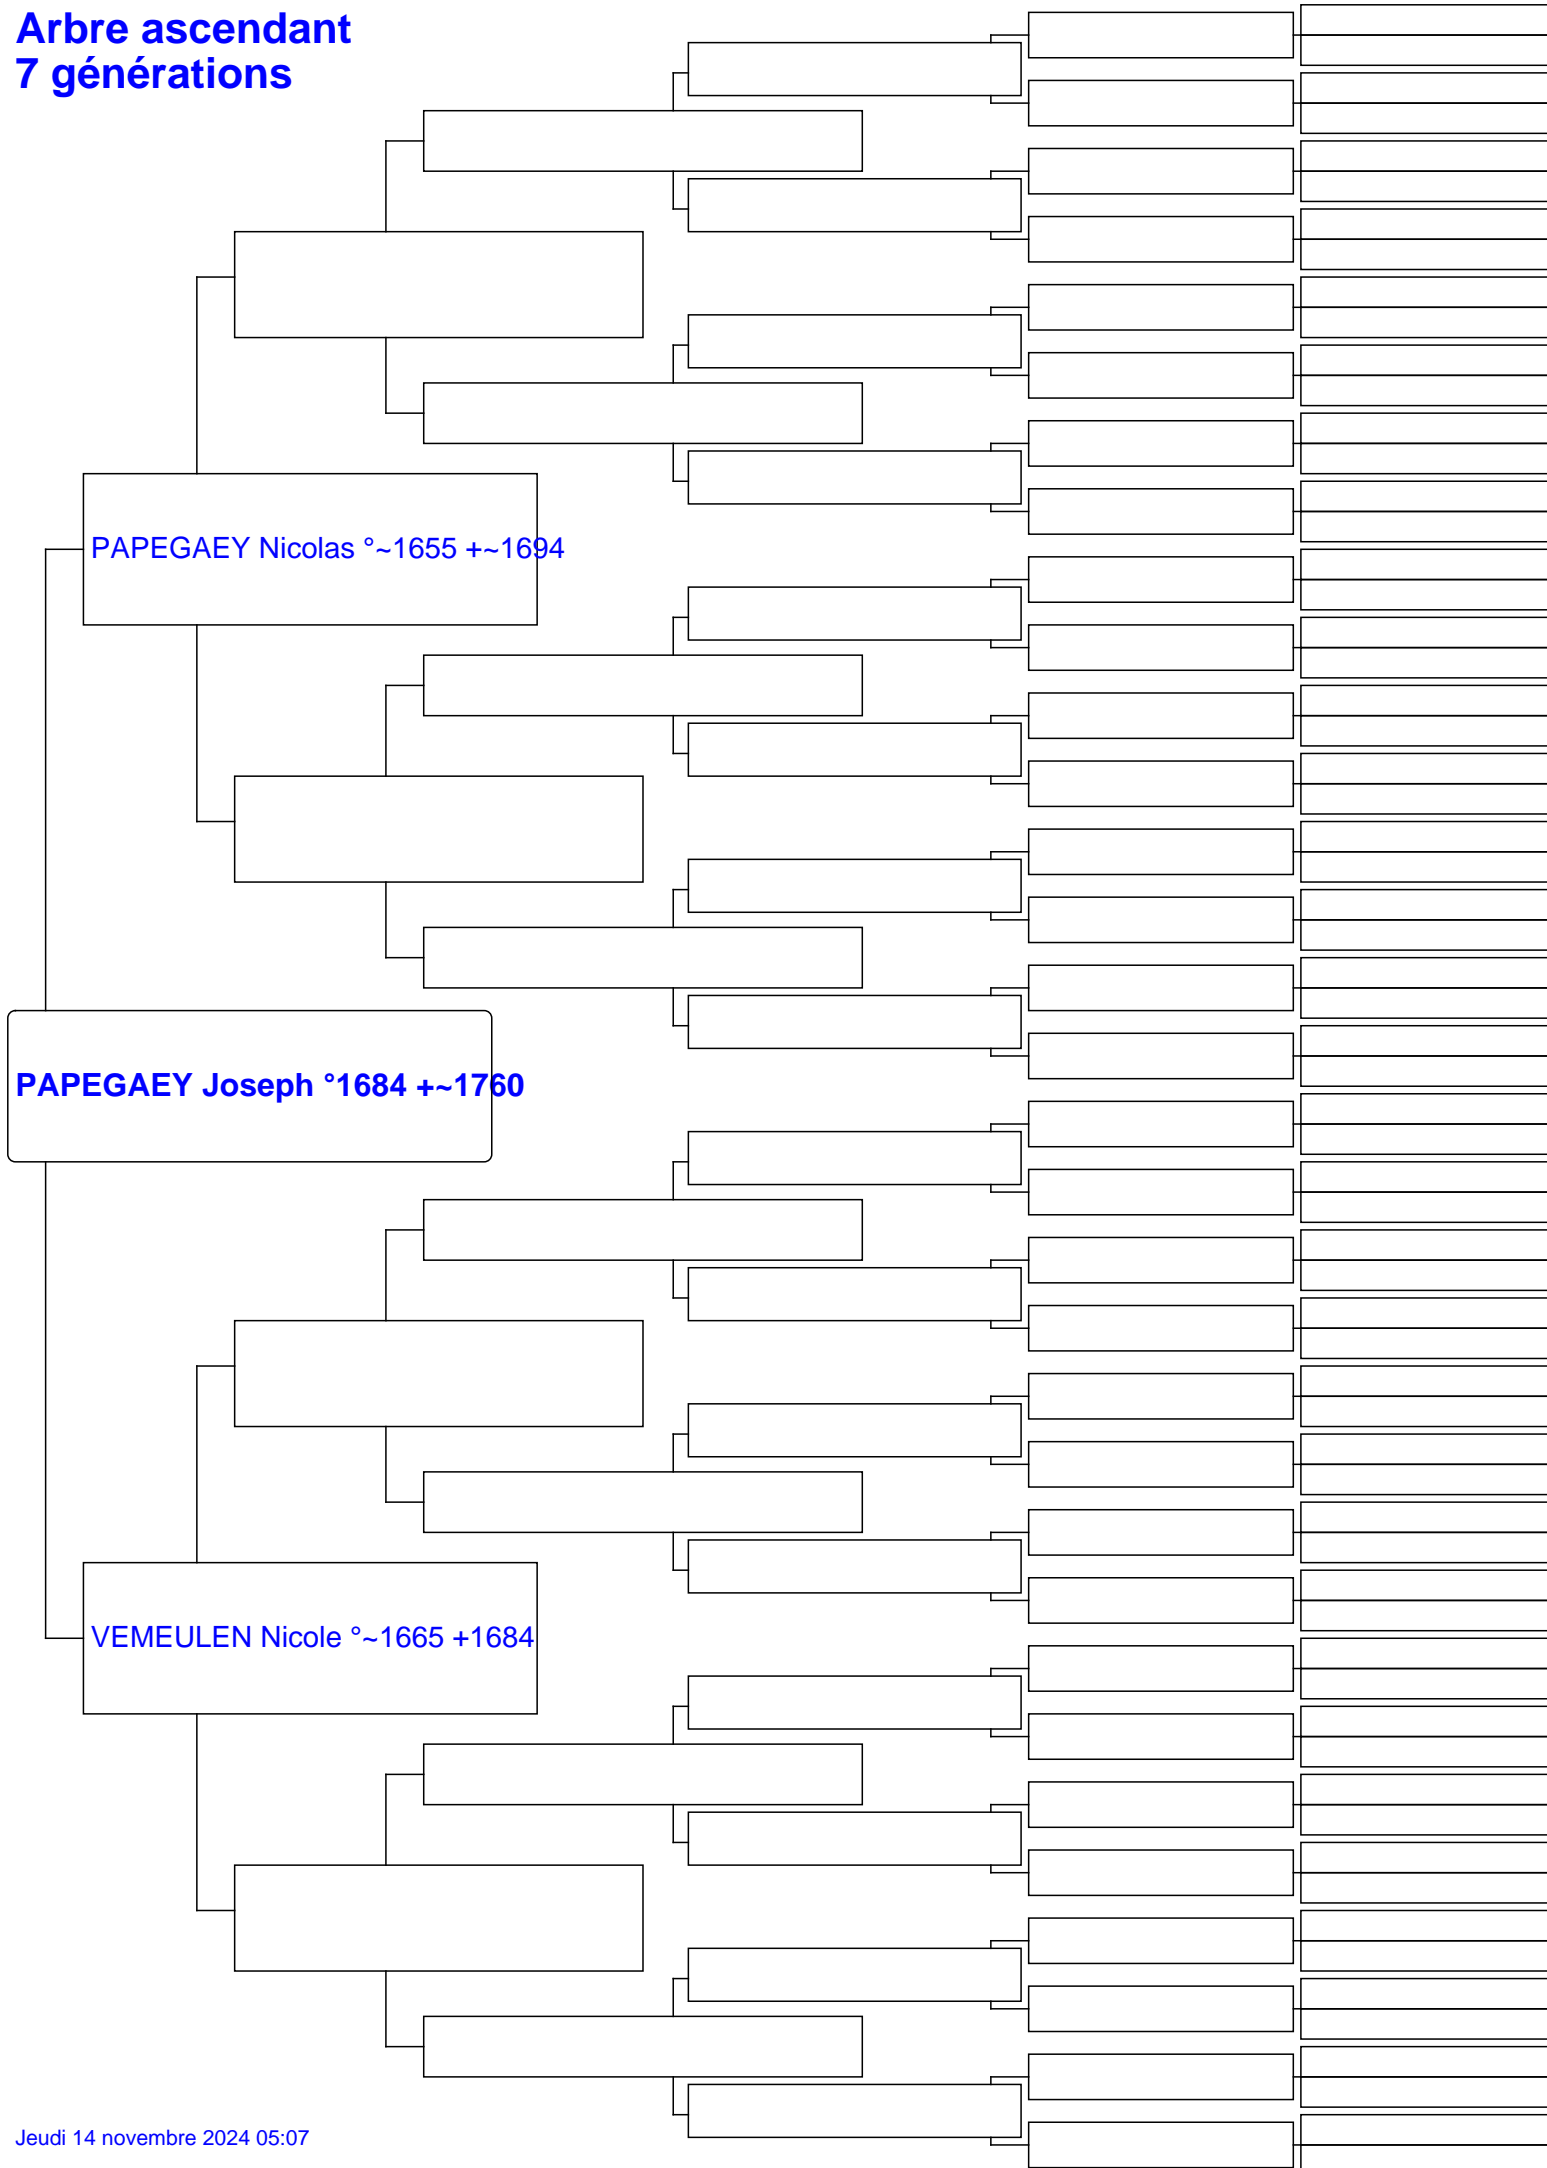 Arbre ascendant
7 générations
PAPEGAEY Nicolas °~1655 +~1694
PAPEGAEY Joseph °1684 +~1760
VEMEULEN Nicole °~1665 +1684
Jeudi 14 novembre 2024 05:07